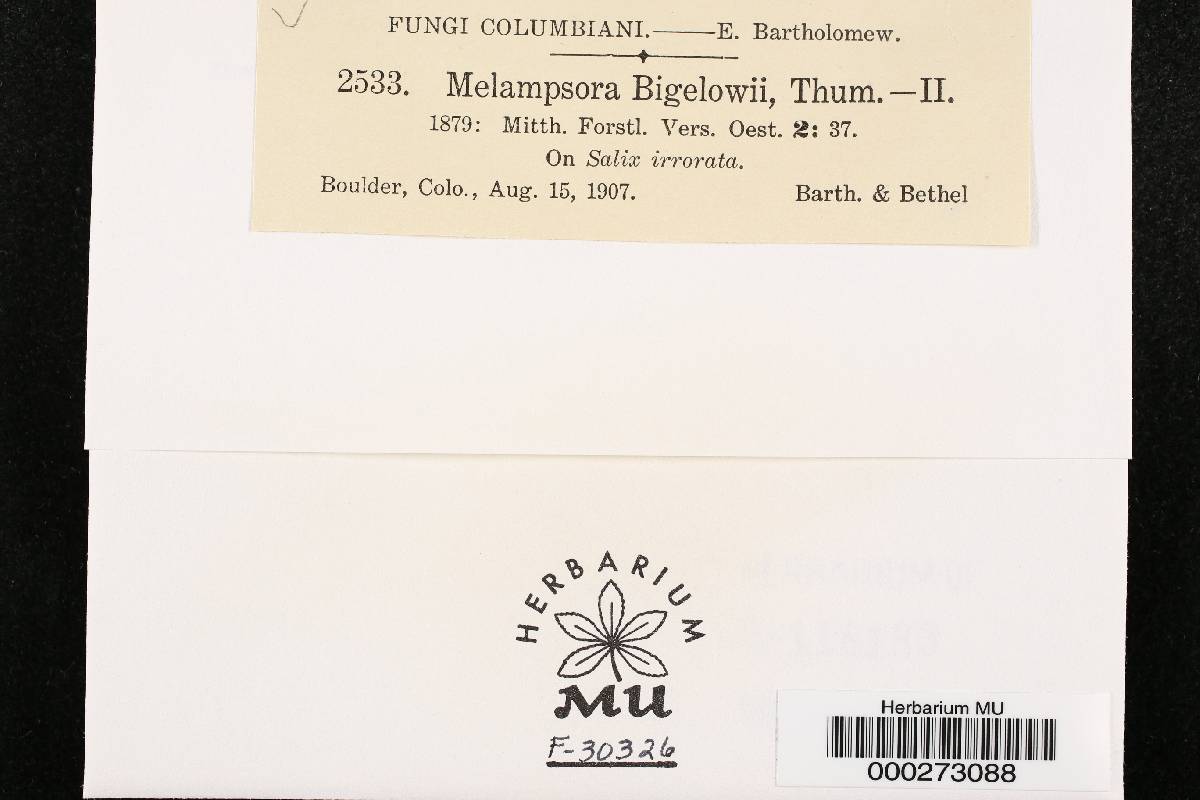 FUNGI COLUMBIANI.——E. Bartholomew.
2533. Melampsora Bigelowii, Thum.—II.
1879: Mitth. Forstl. Vers. Oest. 2: 37.
On Salix irrorata.
Boulder, Colo., Aug. 15, 1907. Barth. & Bethel
HERBARIUM
MU
F-30326
Herbarium MU
000273088